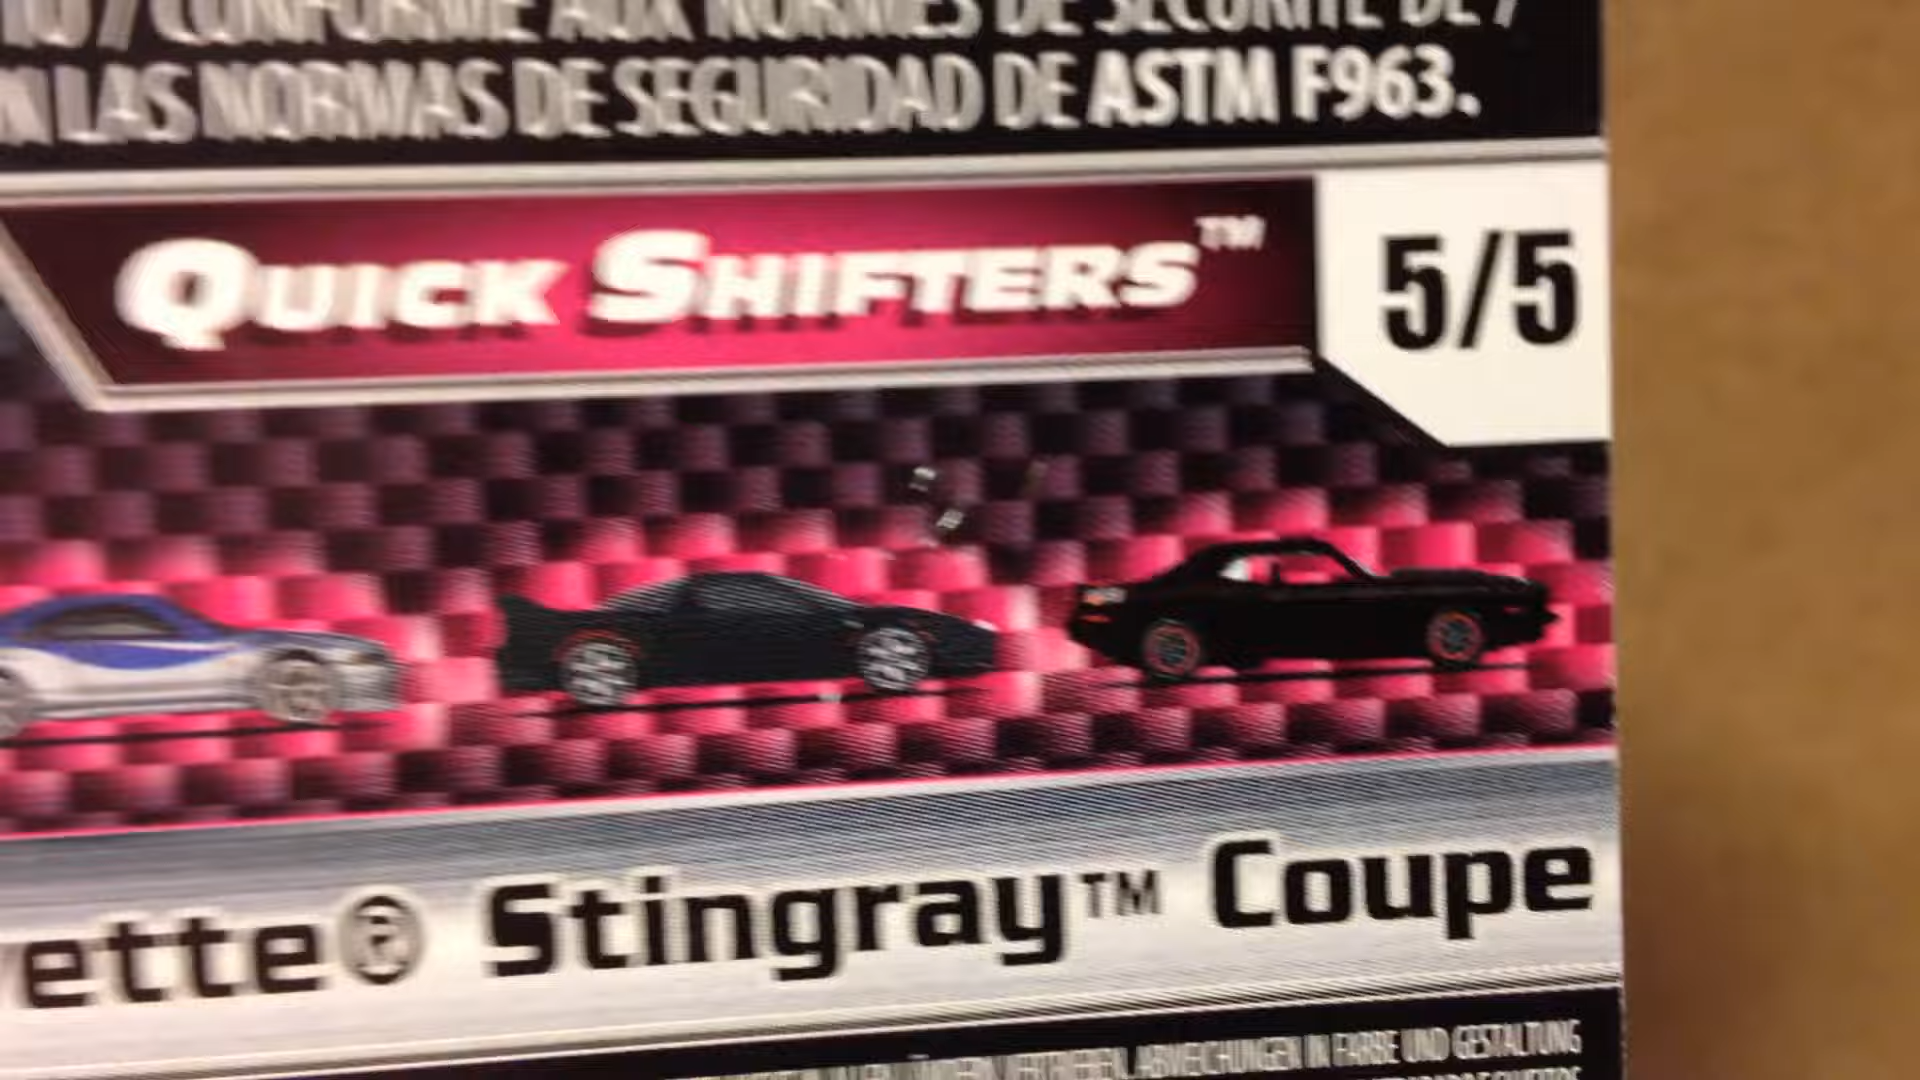 / CONFORME AUX NORMES DE SÉCURITÉ DE
LAS NORMAS DE SEGURIDAD DE ASTM F963.
QUICK SHIFTERS™
5/5
ette® Stingray™ Coupe
ABWEICHUNGEN IN FARBE UND GESTALTUNG